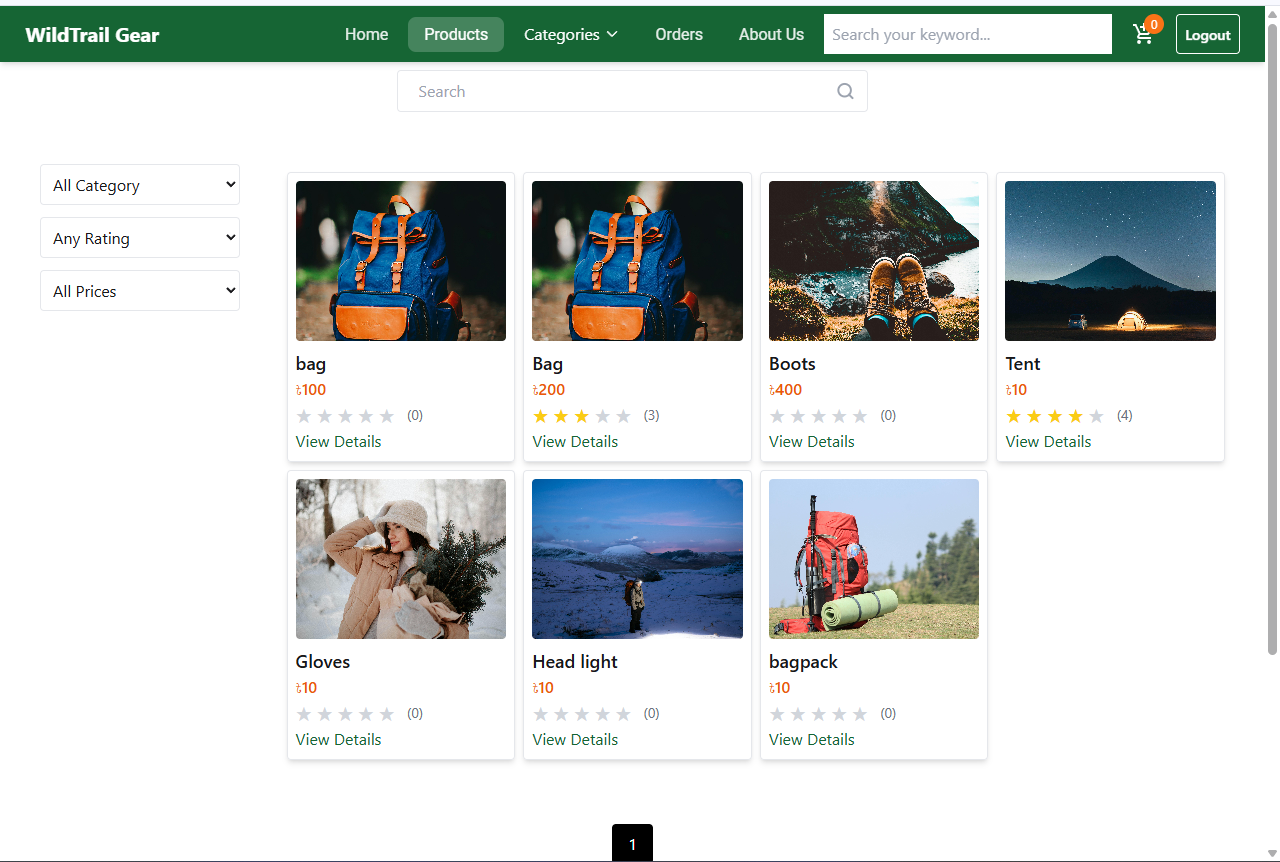 WildTrail Gear Home Products Categories Orders About Us Search your keyword... 0 Logout
Search
All Category
Any Rating
All Prices
bag
৳100
(0)
View Details
Bag
৳200
(3)
View Details
Boots
৳400
(0)
View Details
Tent
৳10
(4)
View Details
Gloves
৳10
(0)
View Details
Head light
৳10
(0)
View Details
bagpack
৳10
(0)
View Details
1